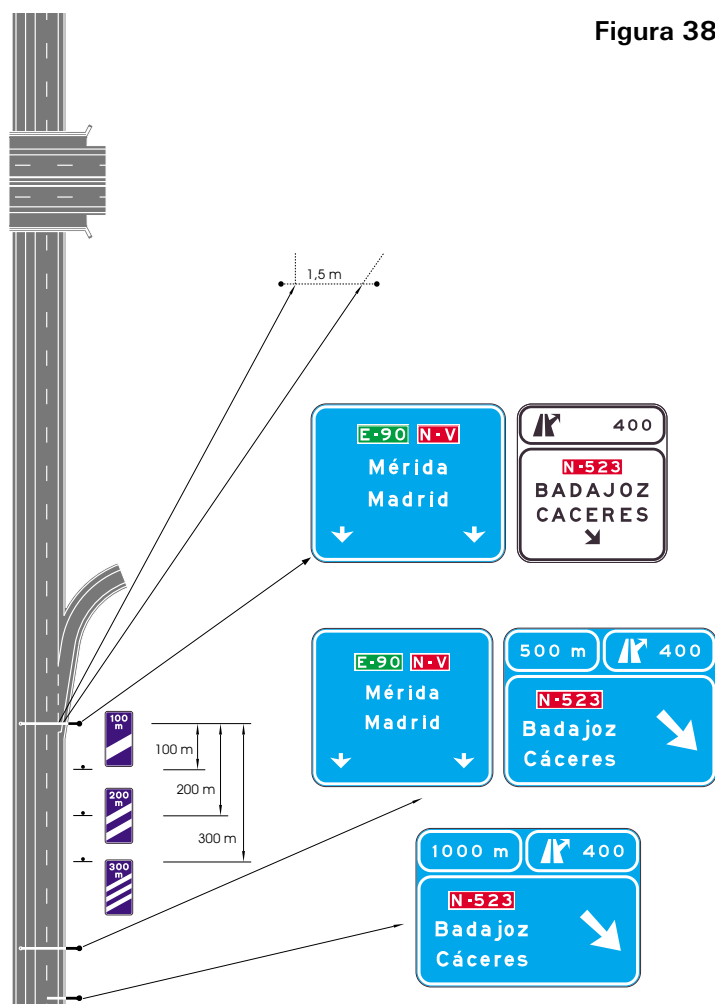 Figura 38
1,5 m
E-90 N-V
Mérida
Madrid
400
N-523
BADAJOZ
CACERES
E-90 N-V
Mérida
Madrid
500 m 400
N-523
Badajoz
Cáceres
100
m
100 m
200
m
200 m
300
m
300 m
1000 m 400
N-523
Badajoz
Cáceres